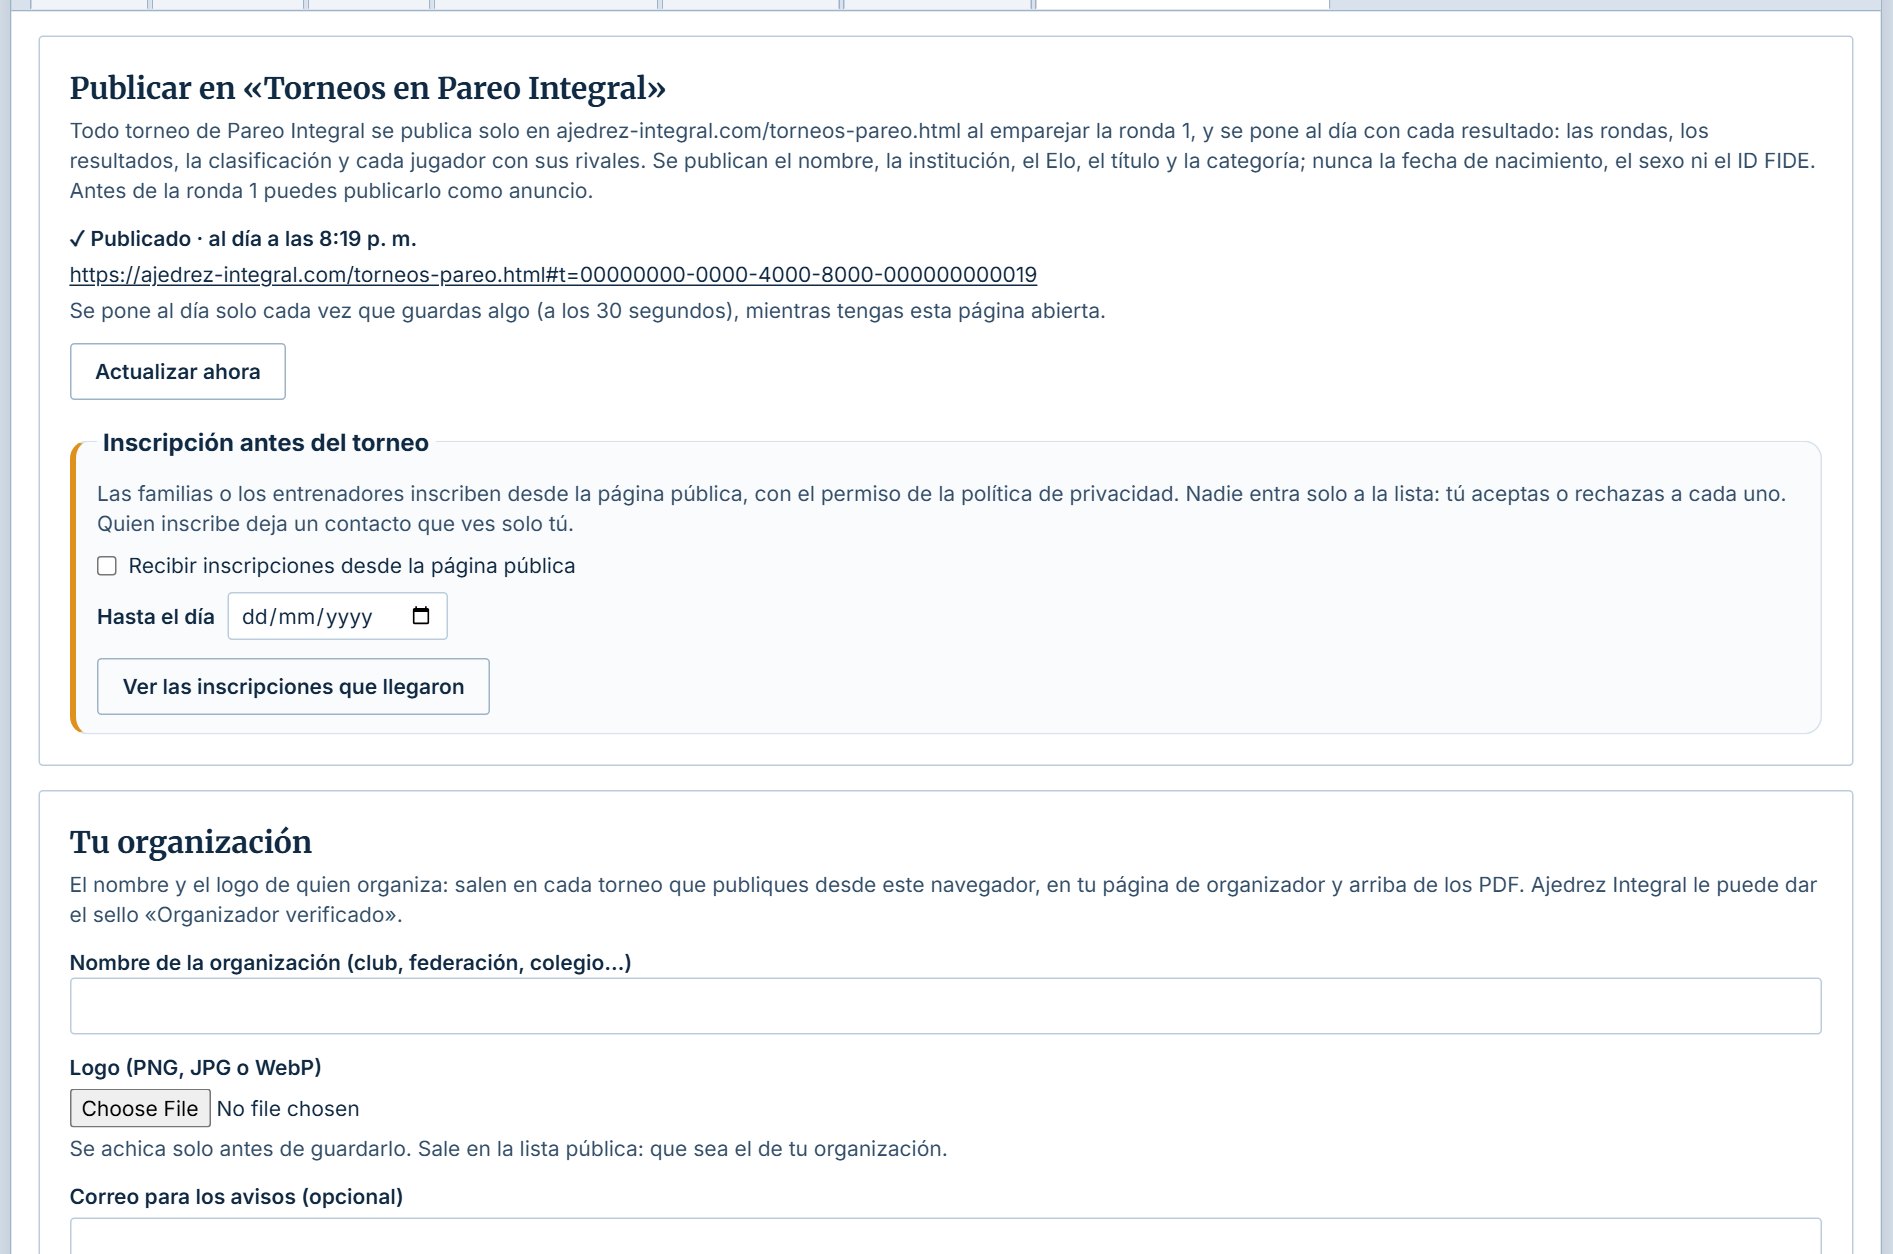 Publicar en «Torneos en Pareo Integral»
Todo torneo de Pareo Integral se publica solo en ajedrez-integral.com/torneos-pareo.html al emparejar la ronda 1, y se pone al día con cada resultado: las rondas, los
resultados, la clasificación y cada jugador con sus rivales. Se publican el nombre, la institución, el Elo, el título y la categoría; nunca la fecha de nacimiento, el sexo ni el ID FIDE.
Antes de la ronda 1 puedes publicarlo como anuncio.
✓ Publicado · al día a las 8:19 p. m.
https://ajedrez-integral.com/torneos-pareo.html#t=00000000-0000-4000-8000-000000000019
Se pone al día solo cada vez que guardas algo (a los 30 segundos), mientras tengas esta página abierta.
Actualizar ahora
Inscripción antes del torneo
Las familias o los entrenadores inscriben desde la página pública, con el permiso de la política de privacidad. Nadie entra solo a la lista: tú aceptas o rechazas a cada uno.
Quien inscribe deja un contacto que ves solo tú.
Recibir inscripciones desde la página pública
Hasta el día dd/mm/yyyy
Ver las inscripciones que llegaron
Tu organización
El nombre y el logo de quien organiza: salen en cada torneo que publiques desde este navegador, en tu página de organizador y arriba de los PDF. Ajedrez Integral le puede dar
el sello «Organizador verificado».
Nombre de la organización (club, federación, colegio...)
Logo (PNG, JPG o WebP)
Choose File No file chosen
Se achica solo antes de guardarlo. Sale en la lista pública: que sea el de tu organización.
Correo para los avisos (opcional)